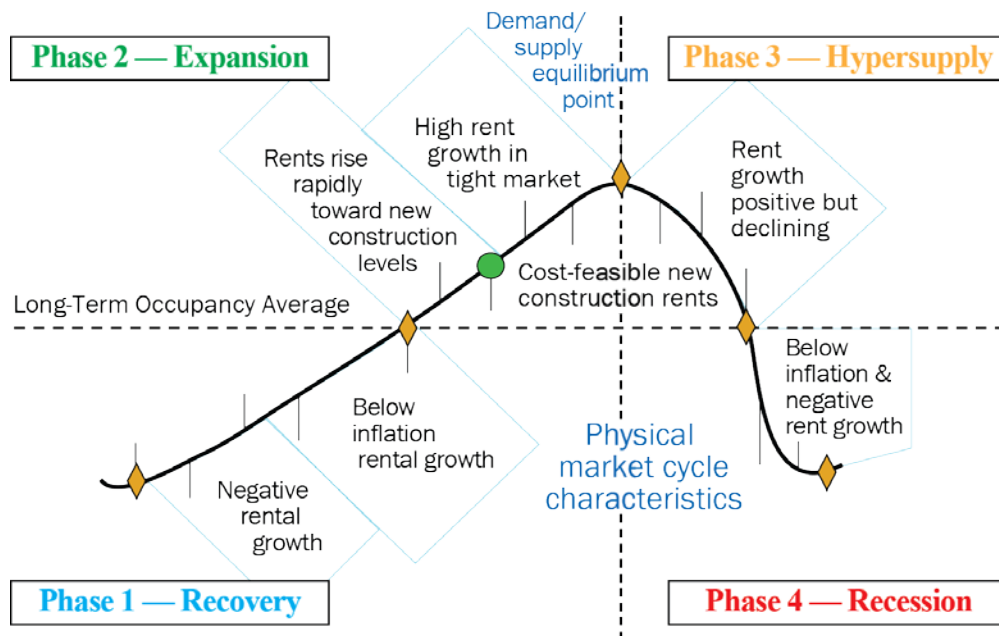 Phase 2 — Expansion
Demand/
supply
equilibrium
point
Phase 3 — Hypersupply
High rent
growth in
tight market
Rents rise
rapidly
toward new
construction
levels
Rent
growth
positive but
declining
Cost-feasible new
construction rents
Long-Term Occupancy Average
Below
inflation &
negative
rent growth
Below
inflation
rental growth
Physical
market cycle
characteristics
Negative
rental
growth
Phase 1 — Recovery
Phase 4 — Recession